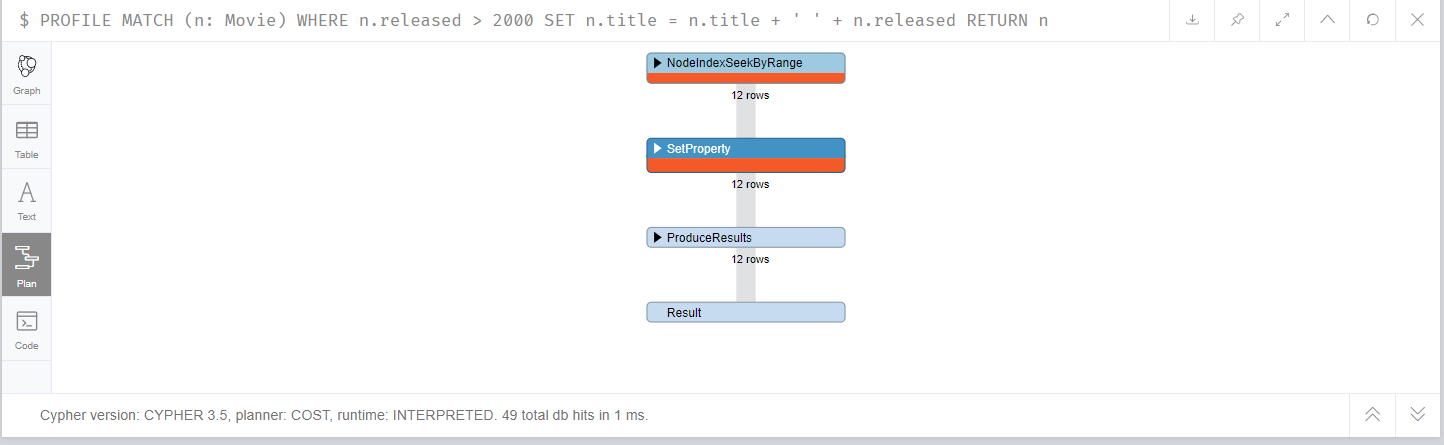 $ PROFILE MATCH (n: Movie) WHERE n.released > 2000 SET n.title = n.title + ' ' + n.released RETURN n
Graph
Table
Text
Plan
Code
NodeIndexSeekByRange
12 rows
SetProperty
12 rows
ProduceResults
12 rows
Result
Cypher version: CYPHER 3.5, planner: COST, runtime: INTERPRETED. 49 total db hits in 1 ms.